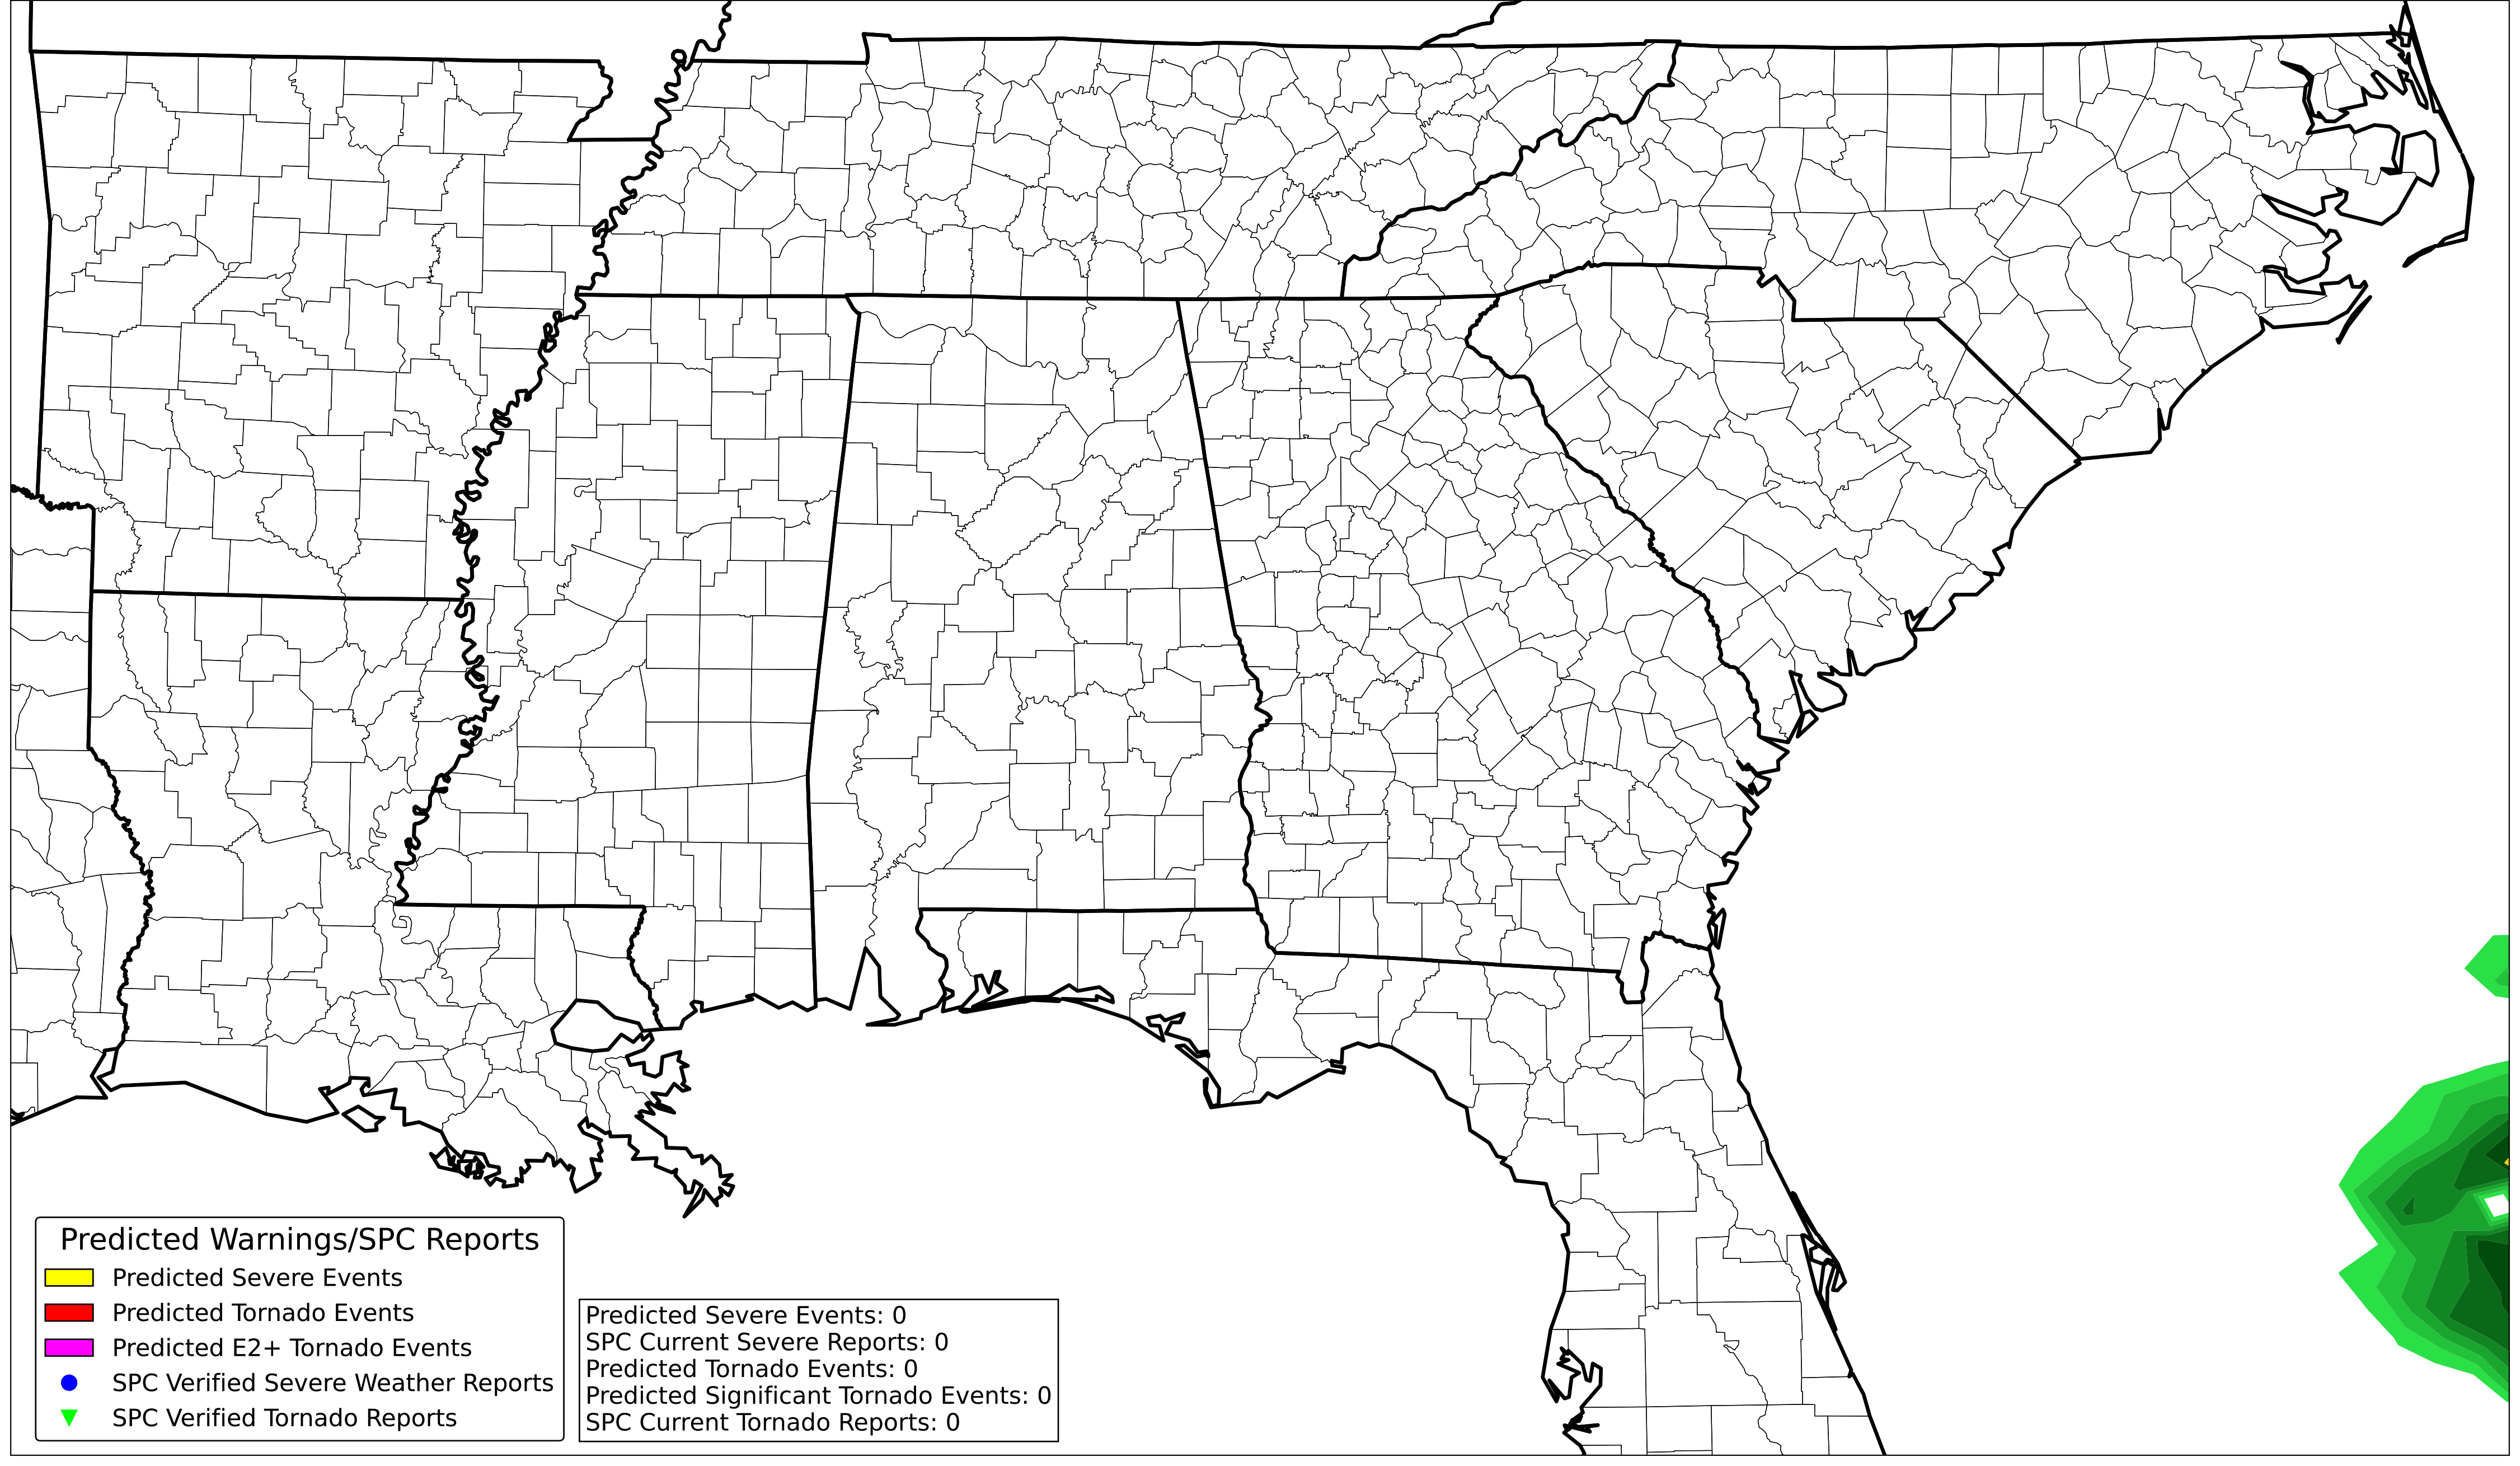 Predicted Warnings/SPC Reports
Predicted Severe Events
Predicted Tornado Events
Predicted E2+ Tornado Events
SPC Verified Severe Weather Reports
SPC Verified Tornado Reports
Predicted Severe Events: 0
SPC Current Severe Reports: 0
Predicted Tornado Events: 0
Predicted Significant Tornado Events: 0
SPC Current Tornado Reports: 0